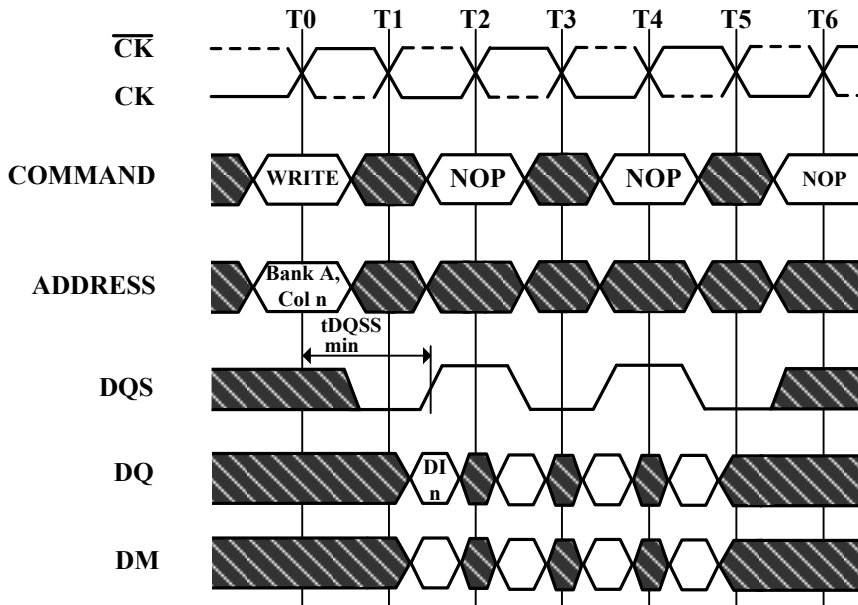 T0 T1 T2 T3 T4 T5 T6
CK
CK
COMMAND WRITE NOP NOP NOP
ADDRESS Bank A,
Col n
tDQSS
min
DQS
DQ DI
n
DM